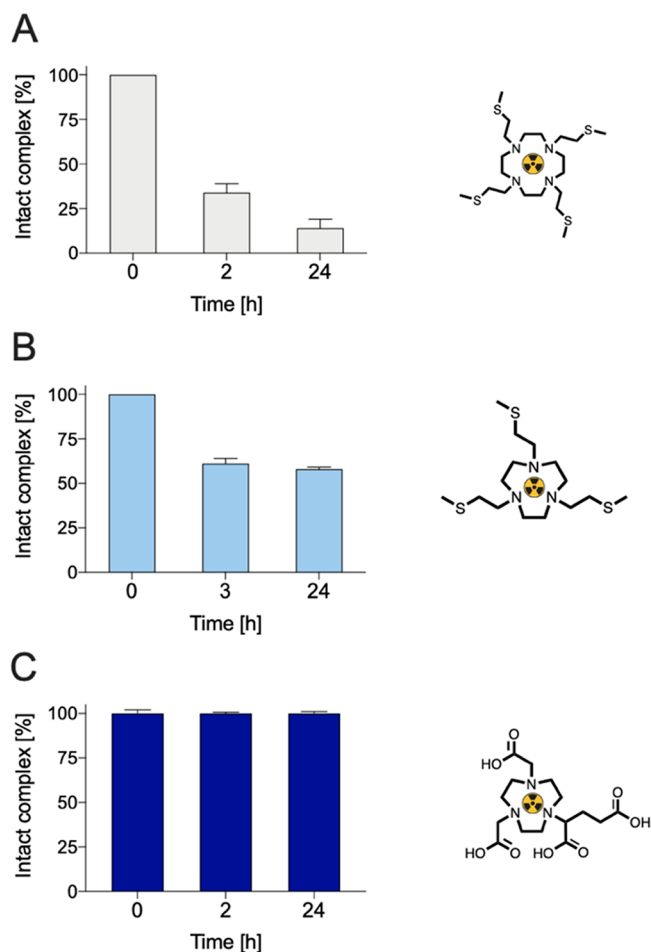 A
Intact complex [%]
100
75
50
25
0
0 2 24
Time [h]
S
S
N N
N N
S
S
B
Intact complex [%]
100
75
50
25
0
0 3 24
Time [h]
S
N
N N
S S
C
Intact complex [%]
100
75
50
25
0
0 2 24
Time [h]
O
HO
N
N N
O
OH
HO O HO O